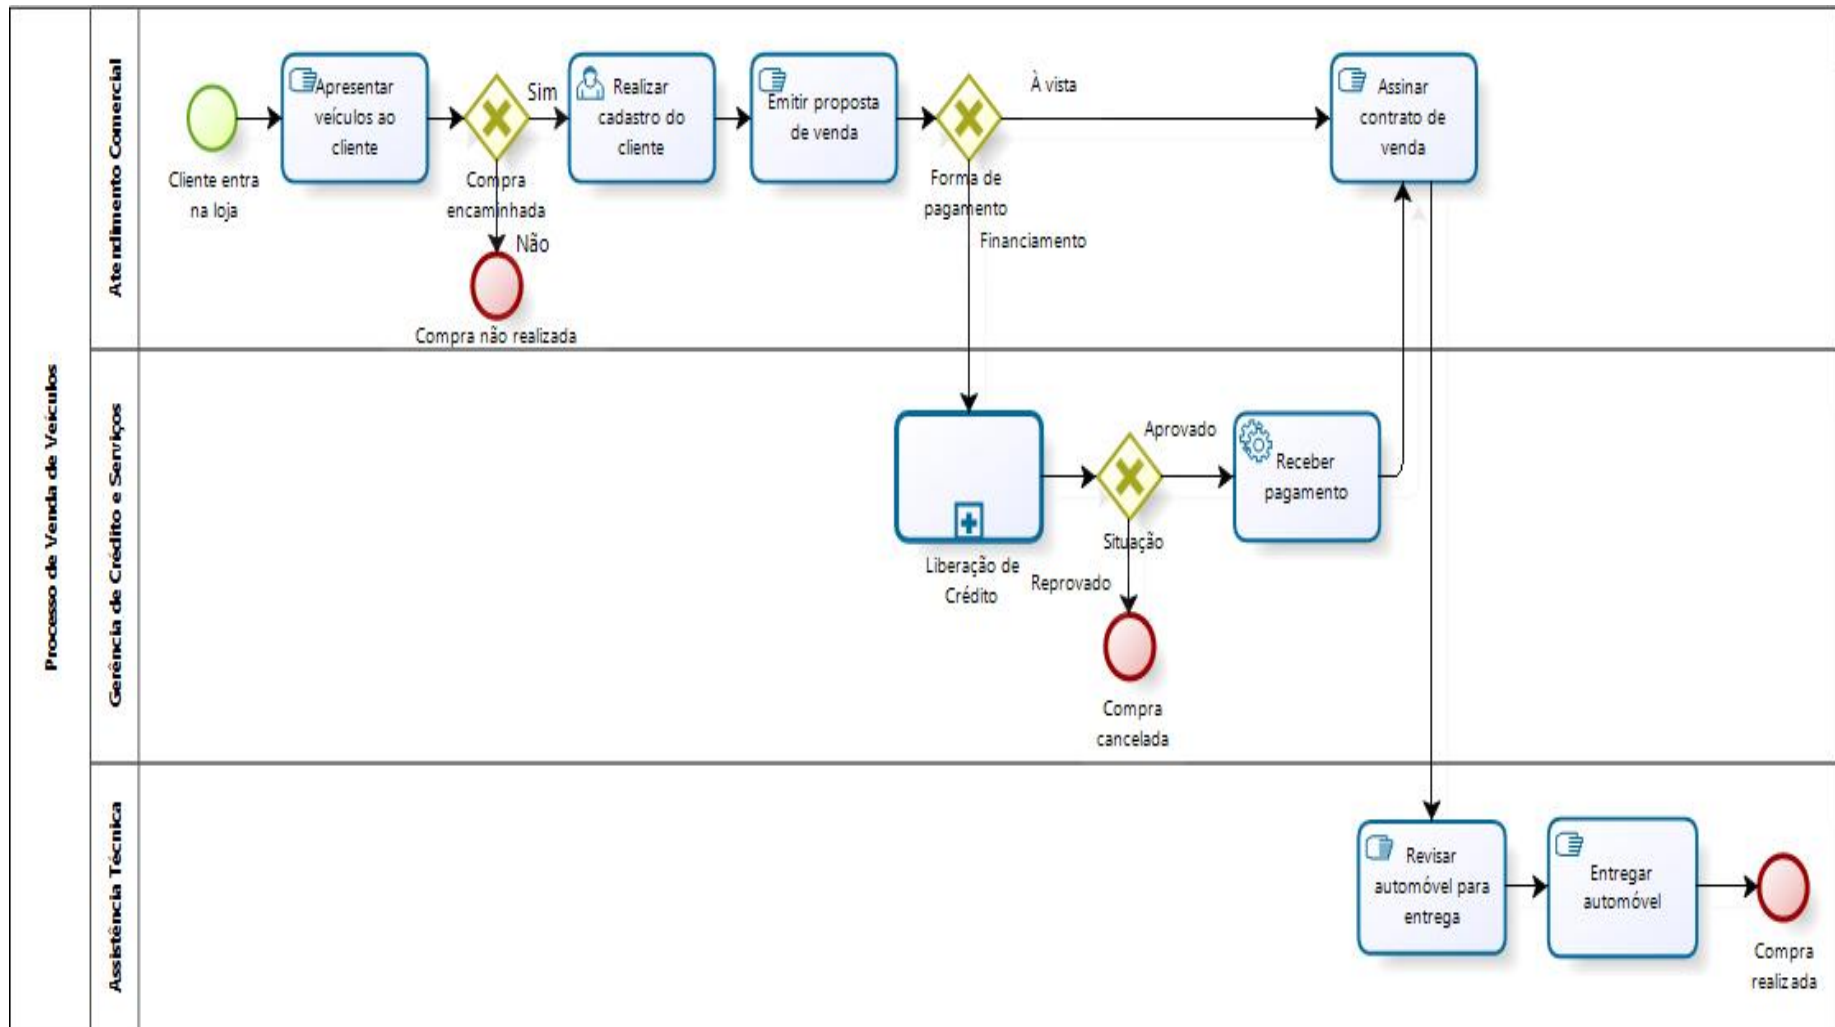 Processo de Venda de Veículos
Atendimento Comercial
Cliente entra
na loja
Apresentar
veículos ao
cliente
Compra
encaminhada
Sim
Não
Compra não realizada
Realizar
cadastro do
cliente
Emitir proposta
de venda
Forma de
pagamento
À vista
Financiamento
Assinar
contrato de
venda
Gerência de Crédito e Serviços
Liberação de
Crédito
Situação
Aprovado
Reprovado
Receber
pagamento
Compra
cancelada
Assistência Técnica
Revisar
automóvel para
entrega
Entregar
automóvel
Compra
realizada